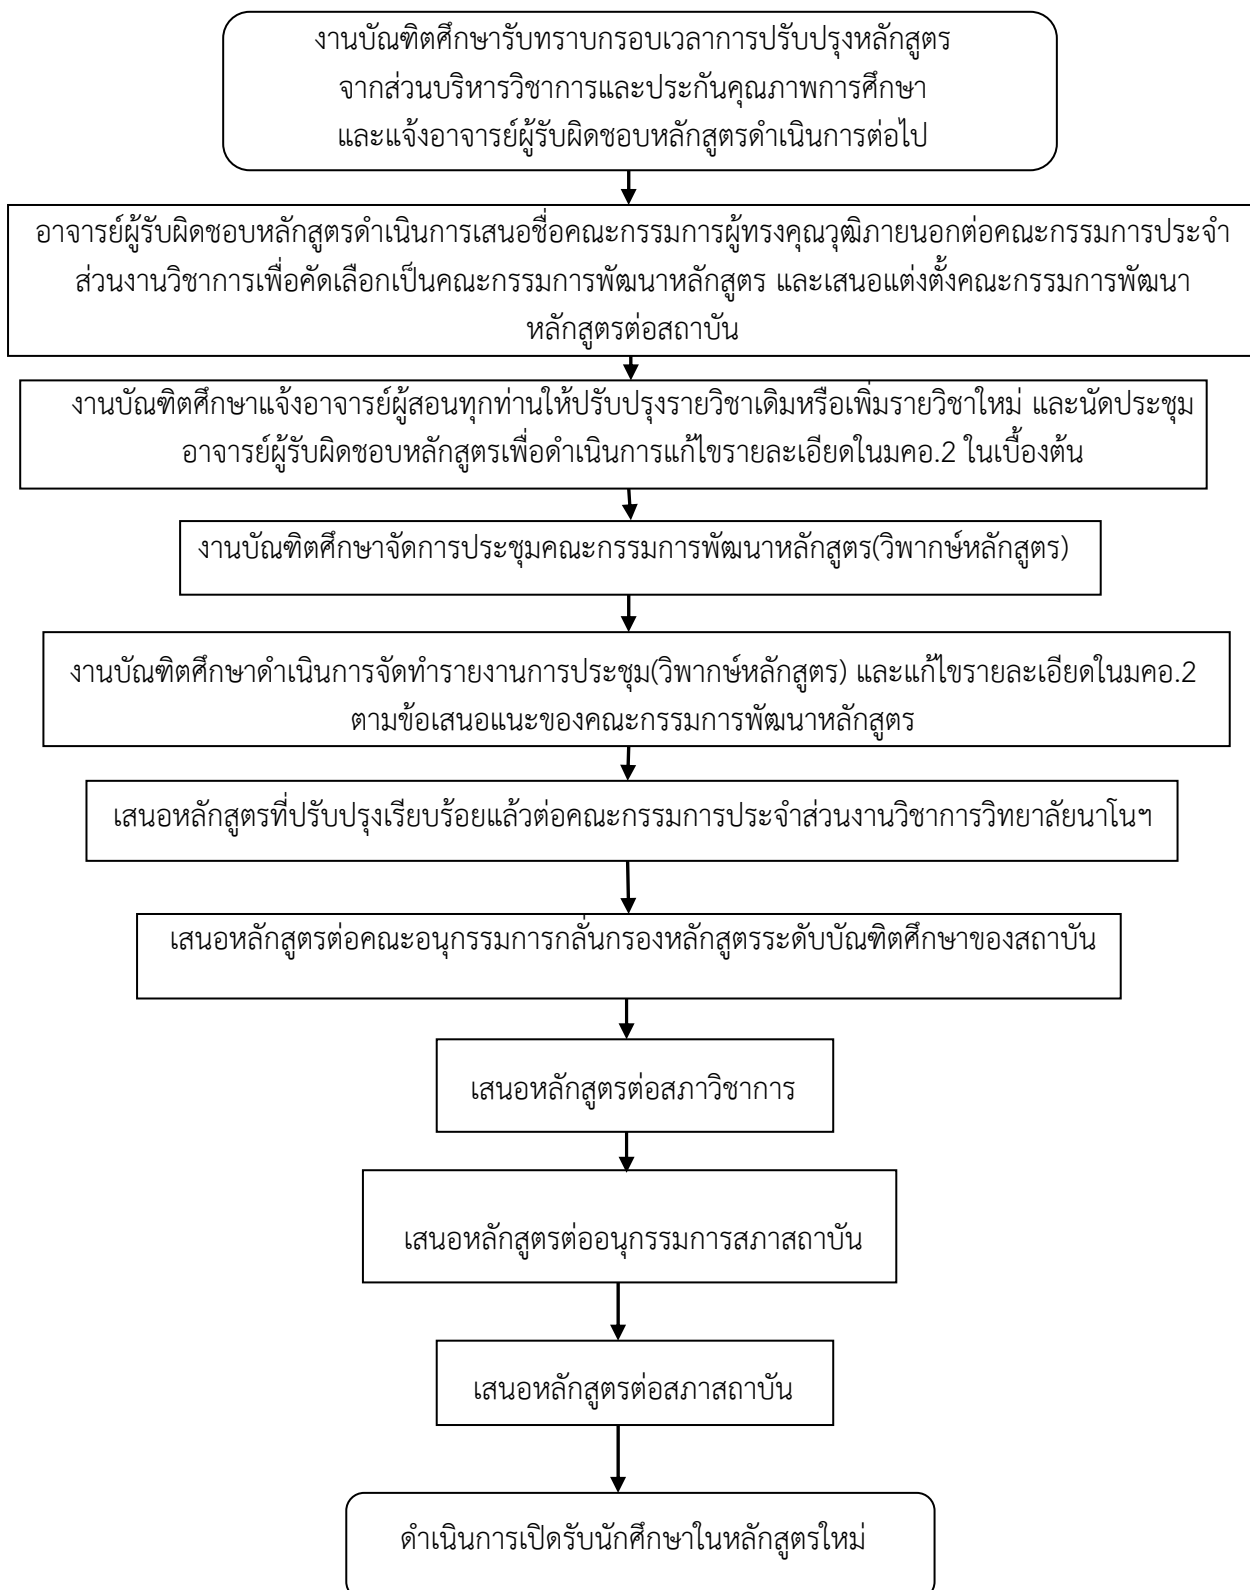 งานบัณฑิตศึกษารับทราบกรอบเวลาการปรับปรุงหลักสูตร
จากส่วนบริหารวิชาการและประกันคุณภาพการศึกษา
และแจ้งอาจารย์ผู้รับผิดชอบหลักสูตรดำเนินการต่อไป
อาจารย์ผู้รับผิดชอบหลักสูตรดำเนินการเสนอชื่อคณะกรรมการผู้ทรงคุณวุฒิภายนอกต่อคณะกรรมการประจำ
ส่วนงานวิชาการเพื่อคัดเลือกเป็นคณะกรรมการพัฒนาหลักสูตร และเสนอแต่งตั้งคณะกรรมการพัฒนา
หลักสูตรต่อสถาบัน
งานบัณฑิตศึกษาแจ้งอาจารย์ผู้สอนทุกท่านให้ปรับปรุงรายวิชาเดิมหรือเพิ่มรายวิชาใหม่ และนัดประชุม
อาจารย์ผู้รับผิดชอบหลักสูตรเพื่อดำเนินการแก้ไขรายละเอียดในมคอ.2 ในเบื้องต้น
งานบัณฑิตศึกษาจัดการประชุมคณะกรรมการพัฒนาหลักสูตร(วิพากษ์หลักสูตร)
งานบัณฑิตศึกษาดำเนินการจัดทำรายงานการประชุม(วิพากษ์หลักสูตร) และแก้ไขรายละเอียดในมคอ.2
ตามข้อเสนอแนะของคณะกรรมการพัฒนาหลักสูตร
เสนอหลักสูตรที่ปรับปรุงเรียบร้อยแล้วต่อคณะกรรมการประจำส่วนงานวิชาการวิทยาลัยนาโนฯ
เสนอหลักสูตรต่อคณะอนุกรรมการกลั่นกรองหลักสูตรระดับบัณฑิตศึกษาของสถาบัน
เสนอหลักสูตรต่อสภาวิชาการ
เสนอหลักสูตรต่ออนุกรรมการสภาสถาบัน
เสนอหลักสูตรต่อสภาสถาบัน
ดำเนินการเปิดรับนักศึกษาในหลักสูตรใหม่